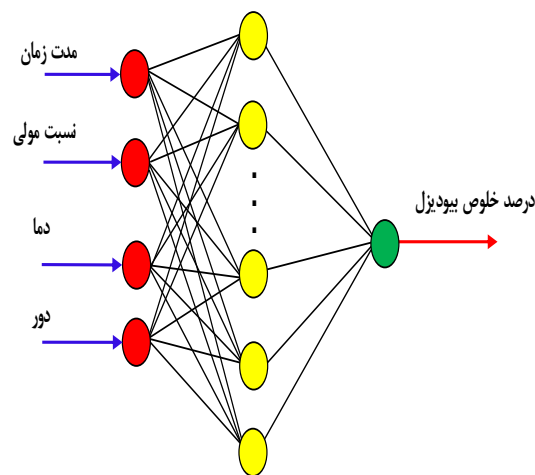 مدت زمان
نسبت مولی
دما
دور
درصد خلوص بیودیزل